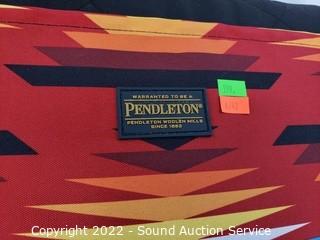 WARRANTED TO BE A
PENDLETON®
PENDLETON WOOLEN MILLS
SINCE 1863
Copyright 2022 - Sound Auction Service